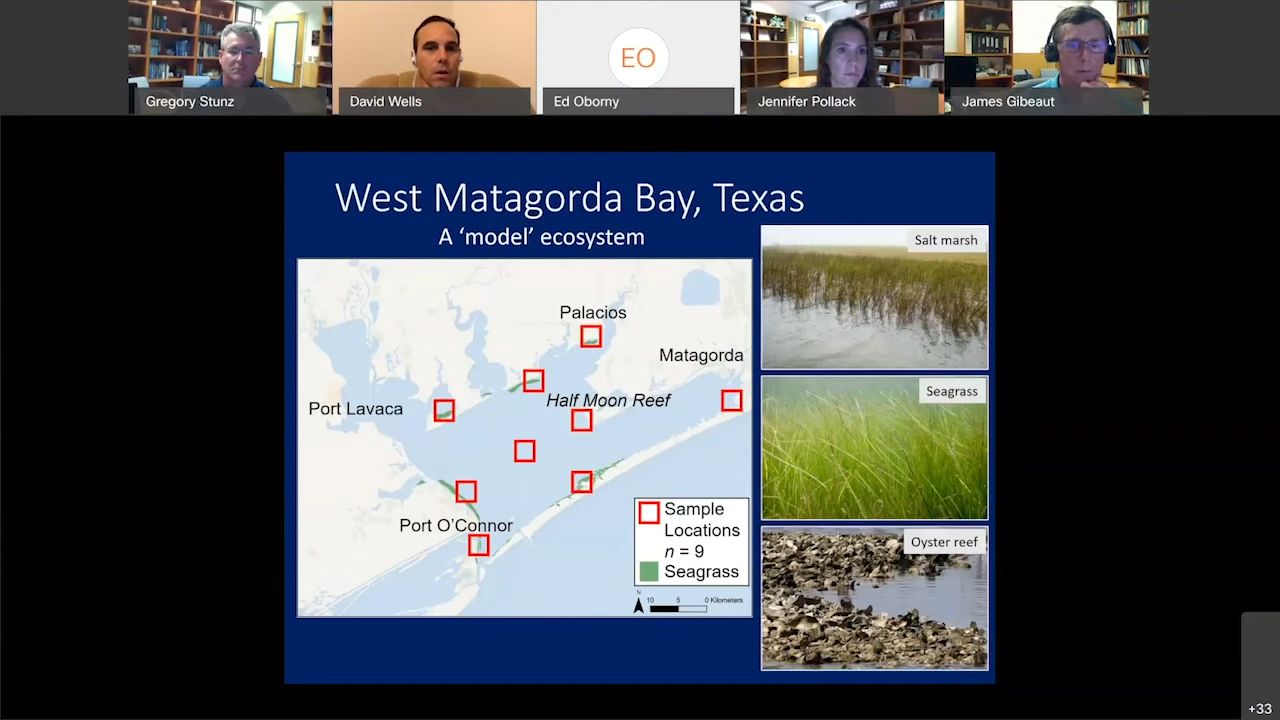 Gregory Stunz
David Wells
EO
Ed Oborny
Jennifer Pollack
James Gibeaut
West Matagorda Bay, Texas
A ‘model’ ecosystem
Palacios
Matagorda
Half Moon Reef
Port Lavaca
Port O’Connor
Sample
Locations
n = 9
Seagrass
N
10 5 0 Kilometers
Salt marsh
Seagrass
Oyster reef
+33